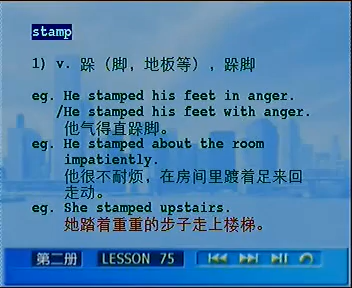 stamp
1) v. 跺（脚，地板等），跺脚
eg. He stamped his feet in anger.
/He stamped his feet with anger.
他气得直跺脚。
eg. He stamped about the room
impatiently.
他很不耐烦，在房间里踱着足来回
走动。
eg. She stamped upstairs.
她踏着重重的步子走上楼梯。
第二册 LESSON 75